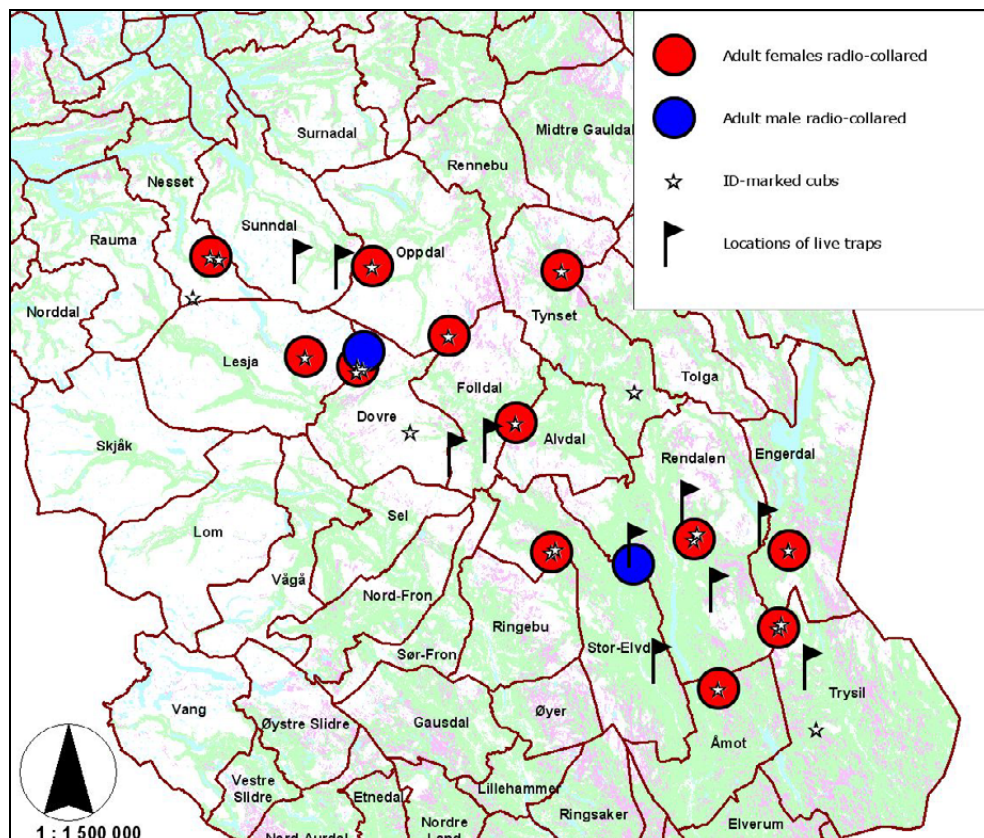 Adult females radio-collared
Adult male radio-collared
ID-marked cubs
Locations of live traps
Surnadal
Midtre Gauldal
Rennebu
Nesset
Sunndal
Rauma
Oppdal
Norddal
Tynset
Lesja
Tolga
Folldal
Dovre
Alvdal
Skjåk
Rendalen
Engerdal
Sel
Lom
Vågå
Nord-Fron
Ringebu
Sør-Fron
Stor-Elvd
Trysil
Vang
Øystre Slidre
Gausdal
Øyer
Åmot
Vestre
Slidre
Etnedal
Lillehammer
Nordre
Land
Ringsaker
Elverum
Nord-Aurdal
1 : 1 500 000